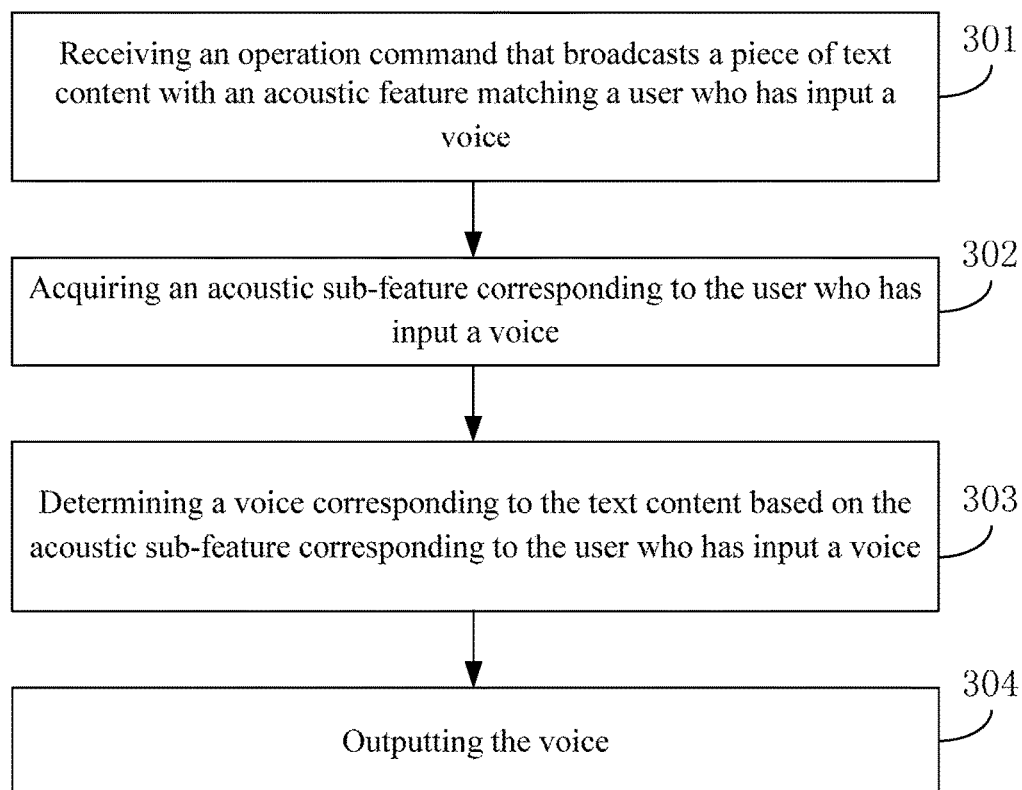 Receiving an operation command that broadcasts a piece of text
content with an acoustic feature matching a user who has input a
voice
301
Acquiring an acoustic sub-feature corresponding to the user who has
input a voice
302
Determining a voice corresponding to the text content based on the
acoustic sub-feature corresponding to the user who has input a voice
303
Outputting the voice
304